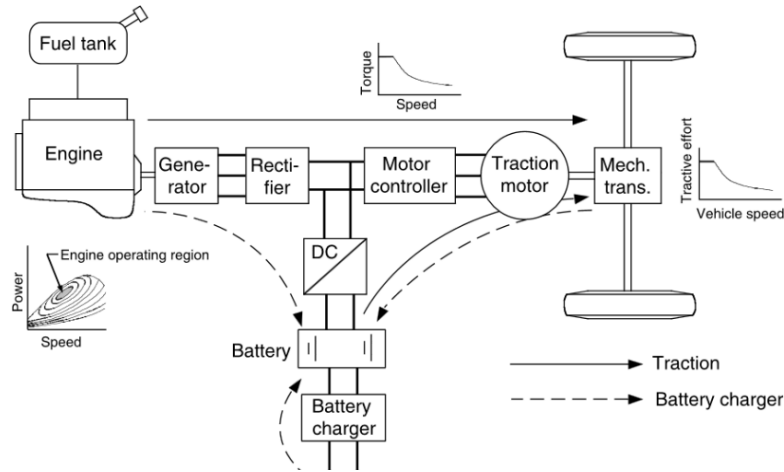 Fuel tank
Torque
Speed
Engine
Gene-
rator
Recti-
fier
Motor
controller
Traction
motor
Mech.
trans.
Tractive effort
Vehicle speed
Engine operating region
Power
Speed
DC
Battery
Traction
Battery
charger
Battery charger